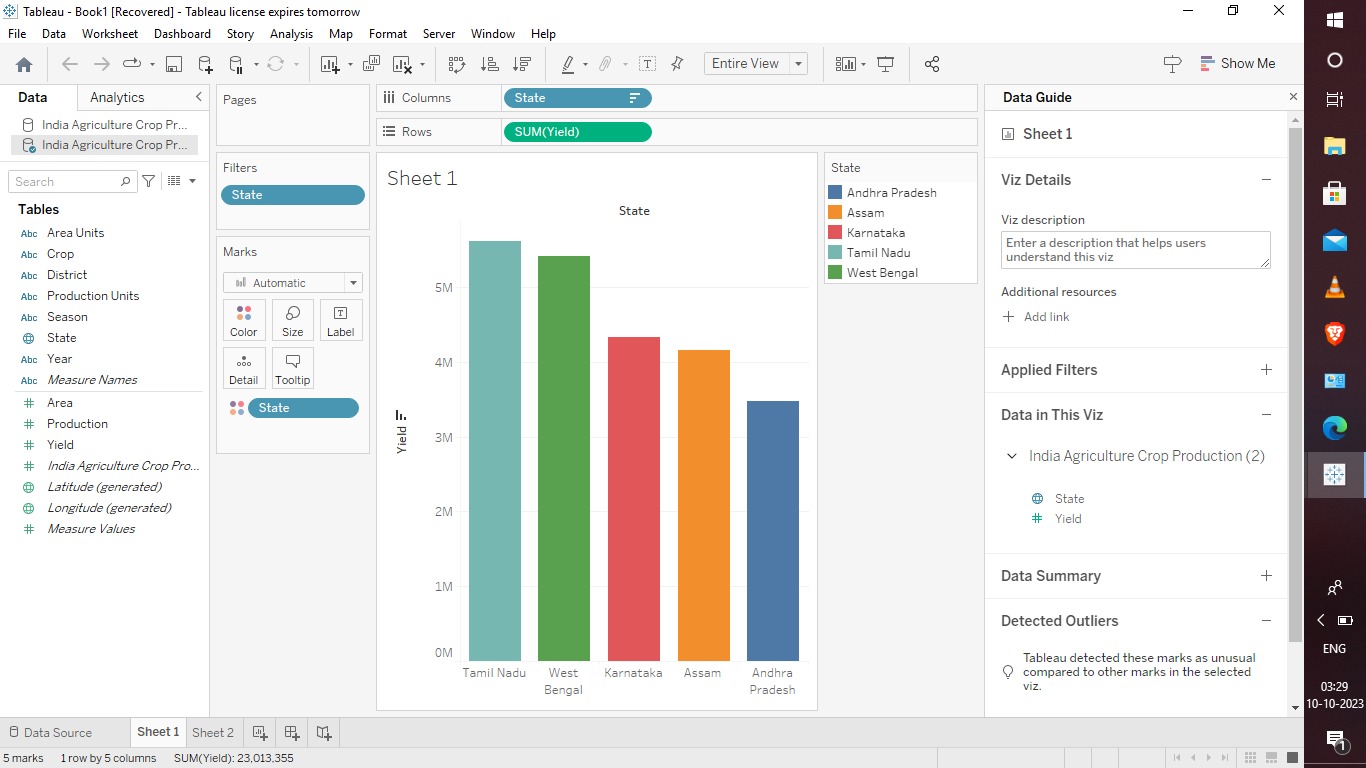 Tableau - Book1 [Recovered] - Tableau license expires tomorrow
File Data Worksheet Dashboard Story Analysis Map Format Server Window Help
Entire View
Show Me
Data Analytics
India Agriculture Crop Pr...
India Agriculture Crop Pr...
Search
Tables
Abc Area Units
Abc Crop
Abc District
Abc Production Units
Abc Season
State
Abc Year
Abc Measure Names
Area
Production
Yield
India Agriculture Crop Pro...
Latitude (generated)
Longitude (generated)
Measure Values
Pages
Filters
State
Marks
Automatic
Color Size Label
Detail Tooltip
State
Columns State
Rows SUM(Yield)
Sheet 1
State
Yield
5M
4M
3M
2M
1M
0M
Tamil Nadu West Bengal Karnataka Assam Andhra Pradesh
State
Andhra Pradesh
Assam
Karnataka
Tamil Nadu
West Bengal
Data Guide
Sheet 1
Viz Details
Viz description
Enter a description that helps users
understand this viz
Additional resources
Add link
Applied Filters
Data in This Viz
India Agriculture Crop Production (2)
State
Yield
Data Summary
Detected Outliers
Tableau detected these marks as unusual
compared to other marks in the selected
viz.
Data Source Sheet 1 Sheet 2
5 marks 1 row by 5 columns SUM(Yield): 23,013,355
ENG
03:29
10-10-2023
1